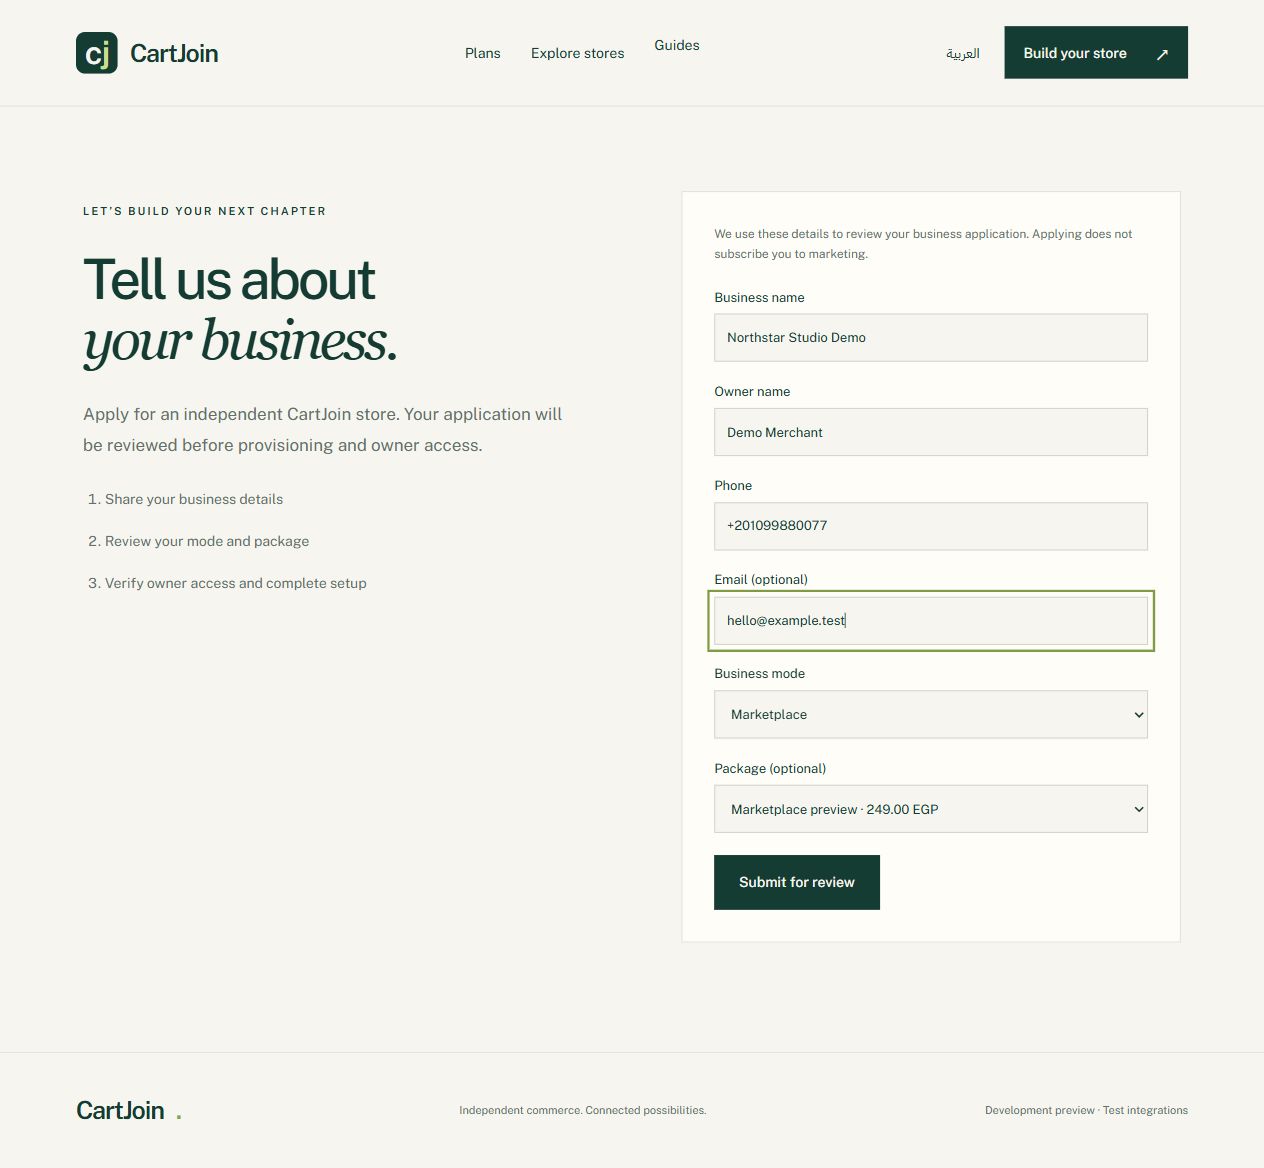 cj CartJoin
Plans
Explore stores
Guides
العربية
Build your store ↗
LET'S BUILD YOUR NEXT CHAPTER
Tell us about
your business.
Apply for an independent CartJoin store. Your application will
be reviewed before provisioning and owner access.
1. Share your business details
2. Review your mode and package
3. Verify owner access and complete setup
We use these details to review your business application. Applying does not
subscribe you to marketing.
Business name
Northstar Studio Demo
Owner name
Demo Merchant
Phone
+201099880077
Email (optional)
hello@example.test
Business mode
Marketplace
Package (optional)
Marketplace preview · 249.00 EGP
Submit for review
CartJoin .
Independent commerce. Connected possibilities.
Development preview · Test integrations